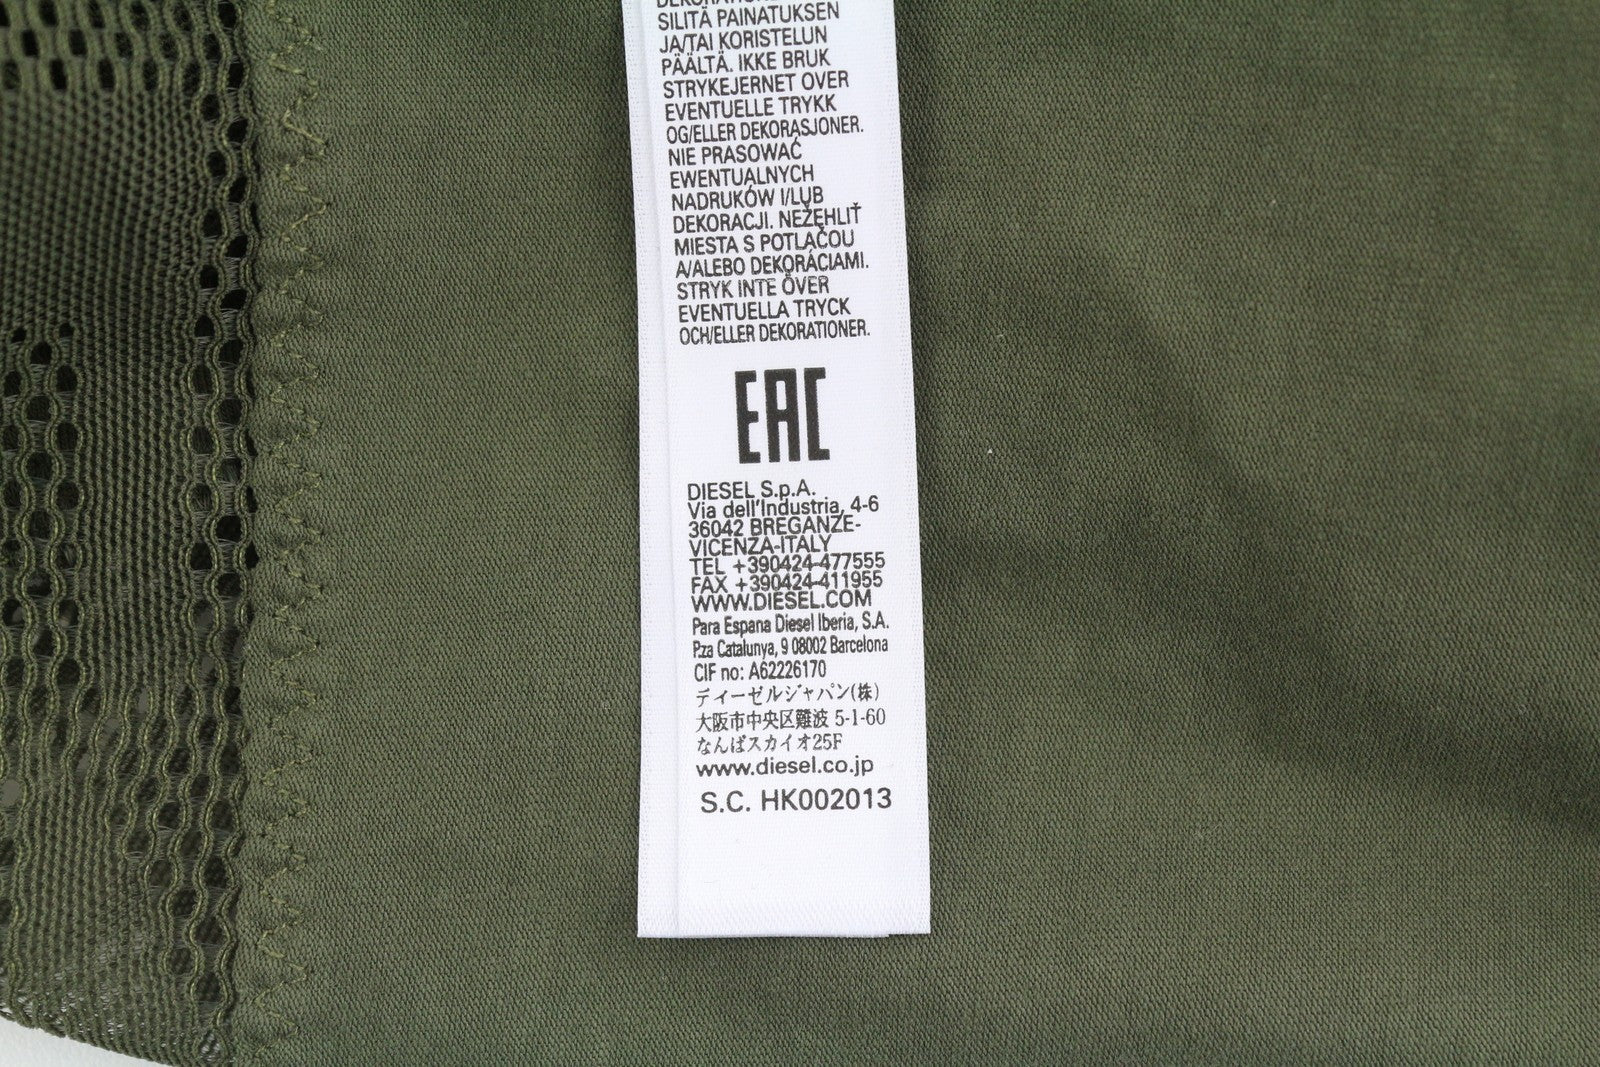 SILITÄ PAINATUKSEN
JA/TAI KORISTELUN
PÄÄLTÄ. IKKE BRUK
STRYKEJERNET OVER
EVENTUELLE TRYKK
OG/ELLER DEKORASJONER.
NIE PRASOWAĆ
EWENTUALNYCH
NADRUKÓW I/LUB
DEKORACJI. NEŽEHLIŤ
MIESTA S POTLAČOU
A/ALEBO DEKORÁCIAMI.
STRYK INTE ÖVER
EVENTUELLA TRYCK
OCH/ELLER DEKORATIONER.
EAC
DIESEL S.p.A.
Via dell'Industria, 4-6
36042 BREGANZE-
VICENZA-ITALY
TEL +390424-477555
FAX +390424-411955
WWW.DIESEL.COM
Para Espana Diesel Iberia, S.A.
P.za Catalunya, 9 08002 Barcelona
CIF no: A62226170
ディーゼルジャパン(株)
大阪市中央区難波 5-1-60
なんばスカイオ25F
www.diesel.co.jp
S.C. HK002013